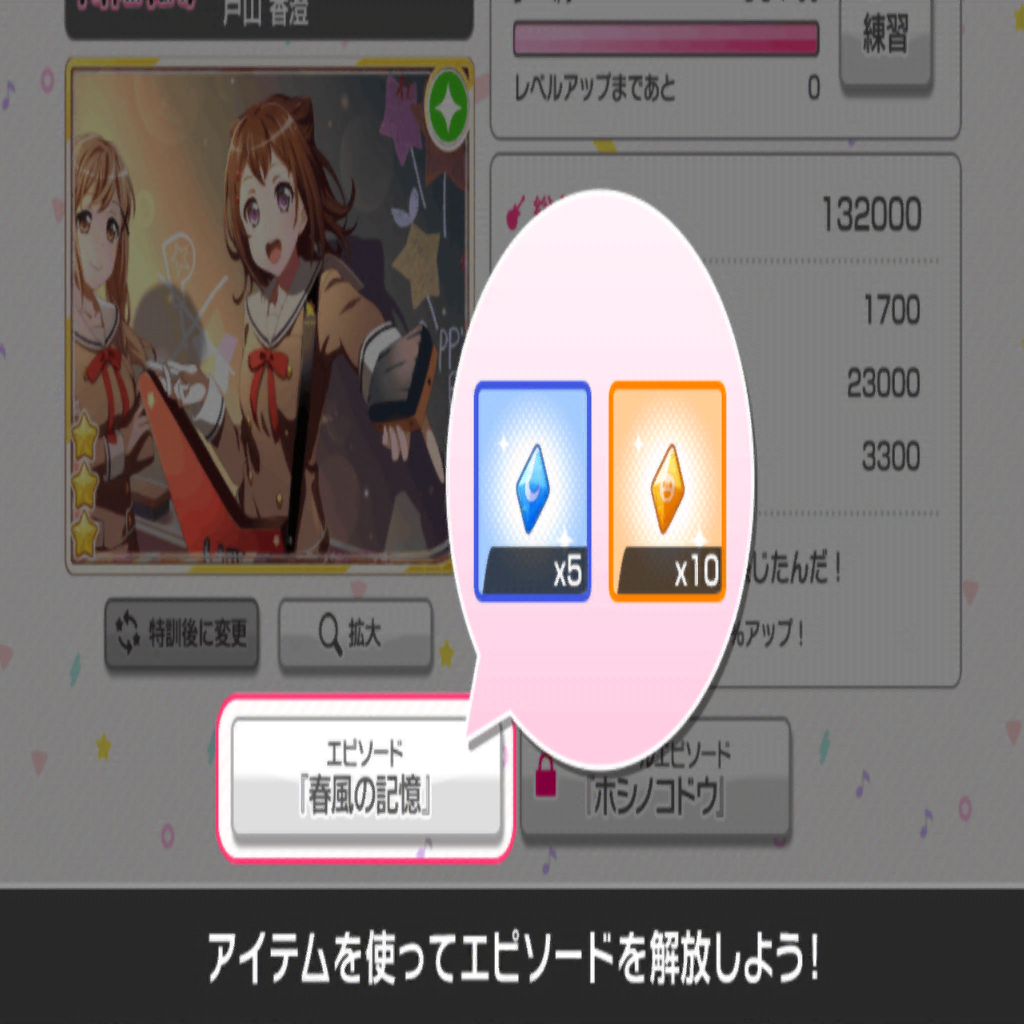 戸山 香澄
練習
レベルアップまであと
0
132000
1700
23000
3300
x5
x10
じたんだ！
%アップ！
特訓後に変更
拡大
エピソード
『春風の記憶』
エピソード
『ホシノコドウ』
アイテムを使ってエピソードを解放しよう！